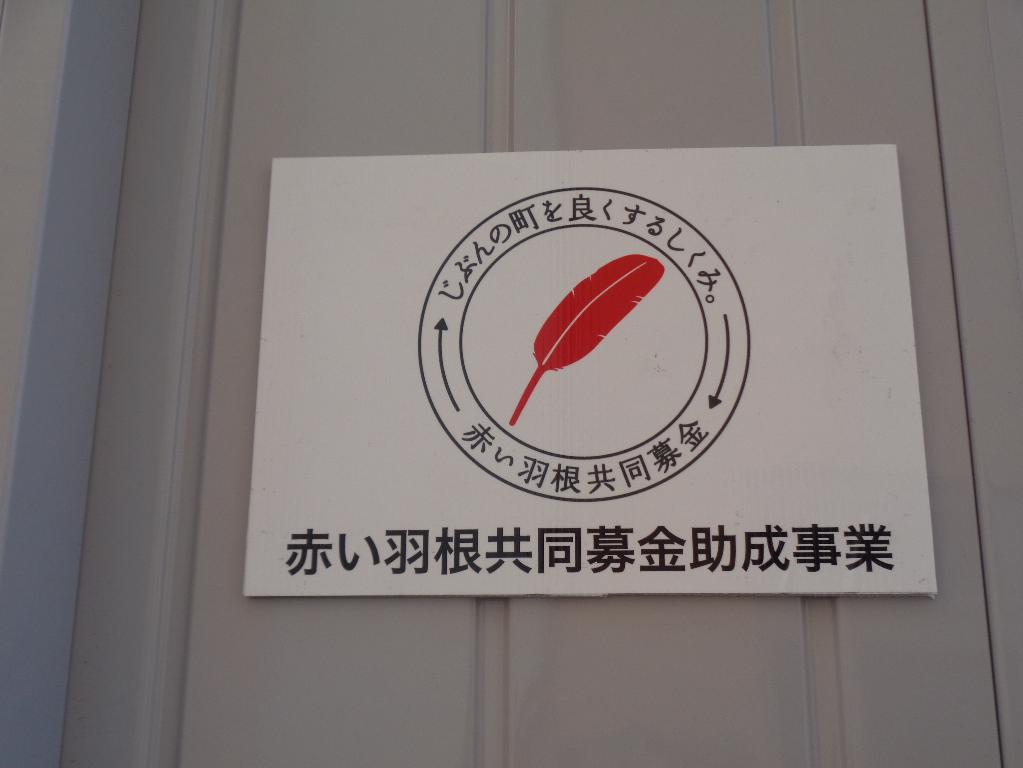 じぶんの町を良くするしくみ。
赤い羽根共同募金
赤い羽根共同募金助成事業